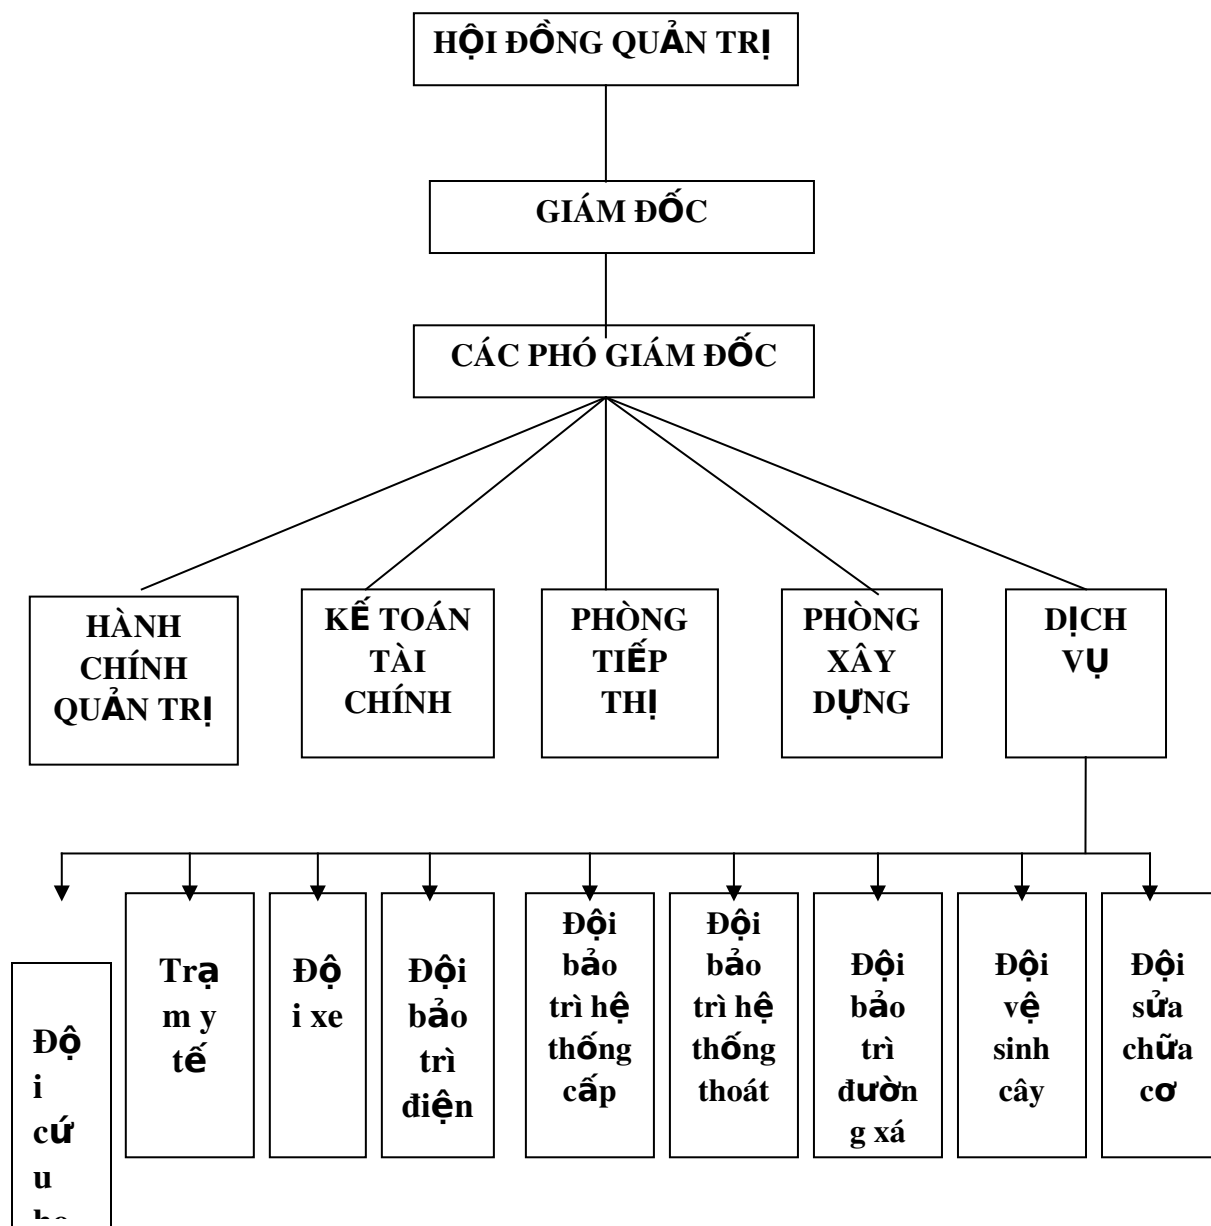 HỘI ĐỒNG QUẢN TRỊ
GIÁM ĐỐC
CÁC PHÓ GIÁM ĐỐC
HÀNH
CHÍNH
QUẢN TRỊ
KẾ TOÁN
TÀI
CHÍNH
PHÒNG
TIẾP
THỊ
PHÒNG
XÂY
DỰNG
DỊCH
VỤ
Độ
i
cứ
u
Trạ
m y
tế
Độ
i xe
Đội
bảo
trì
điện
Đội
bảo
trì hệ
thống
cấp
Đội
bảo
trì hệ
thống
thoát
Đội
bảo
trì
đườn
g xá
Đội
vệ
sinh
cây
Đội
sửa
chữa
cơ